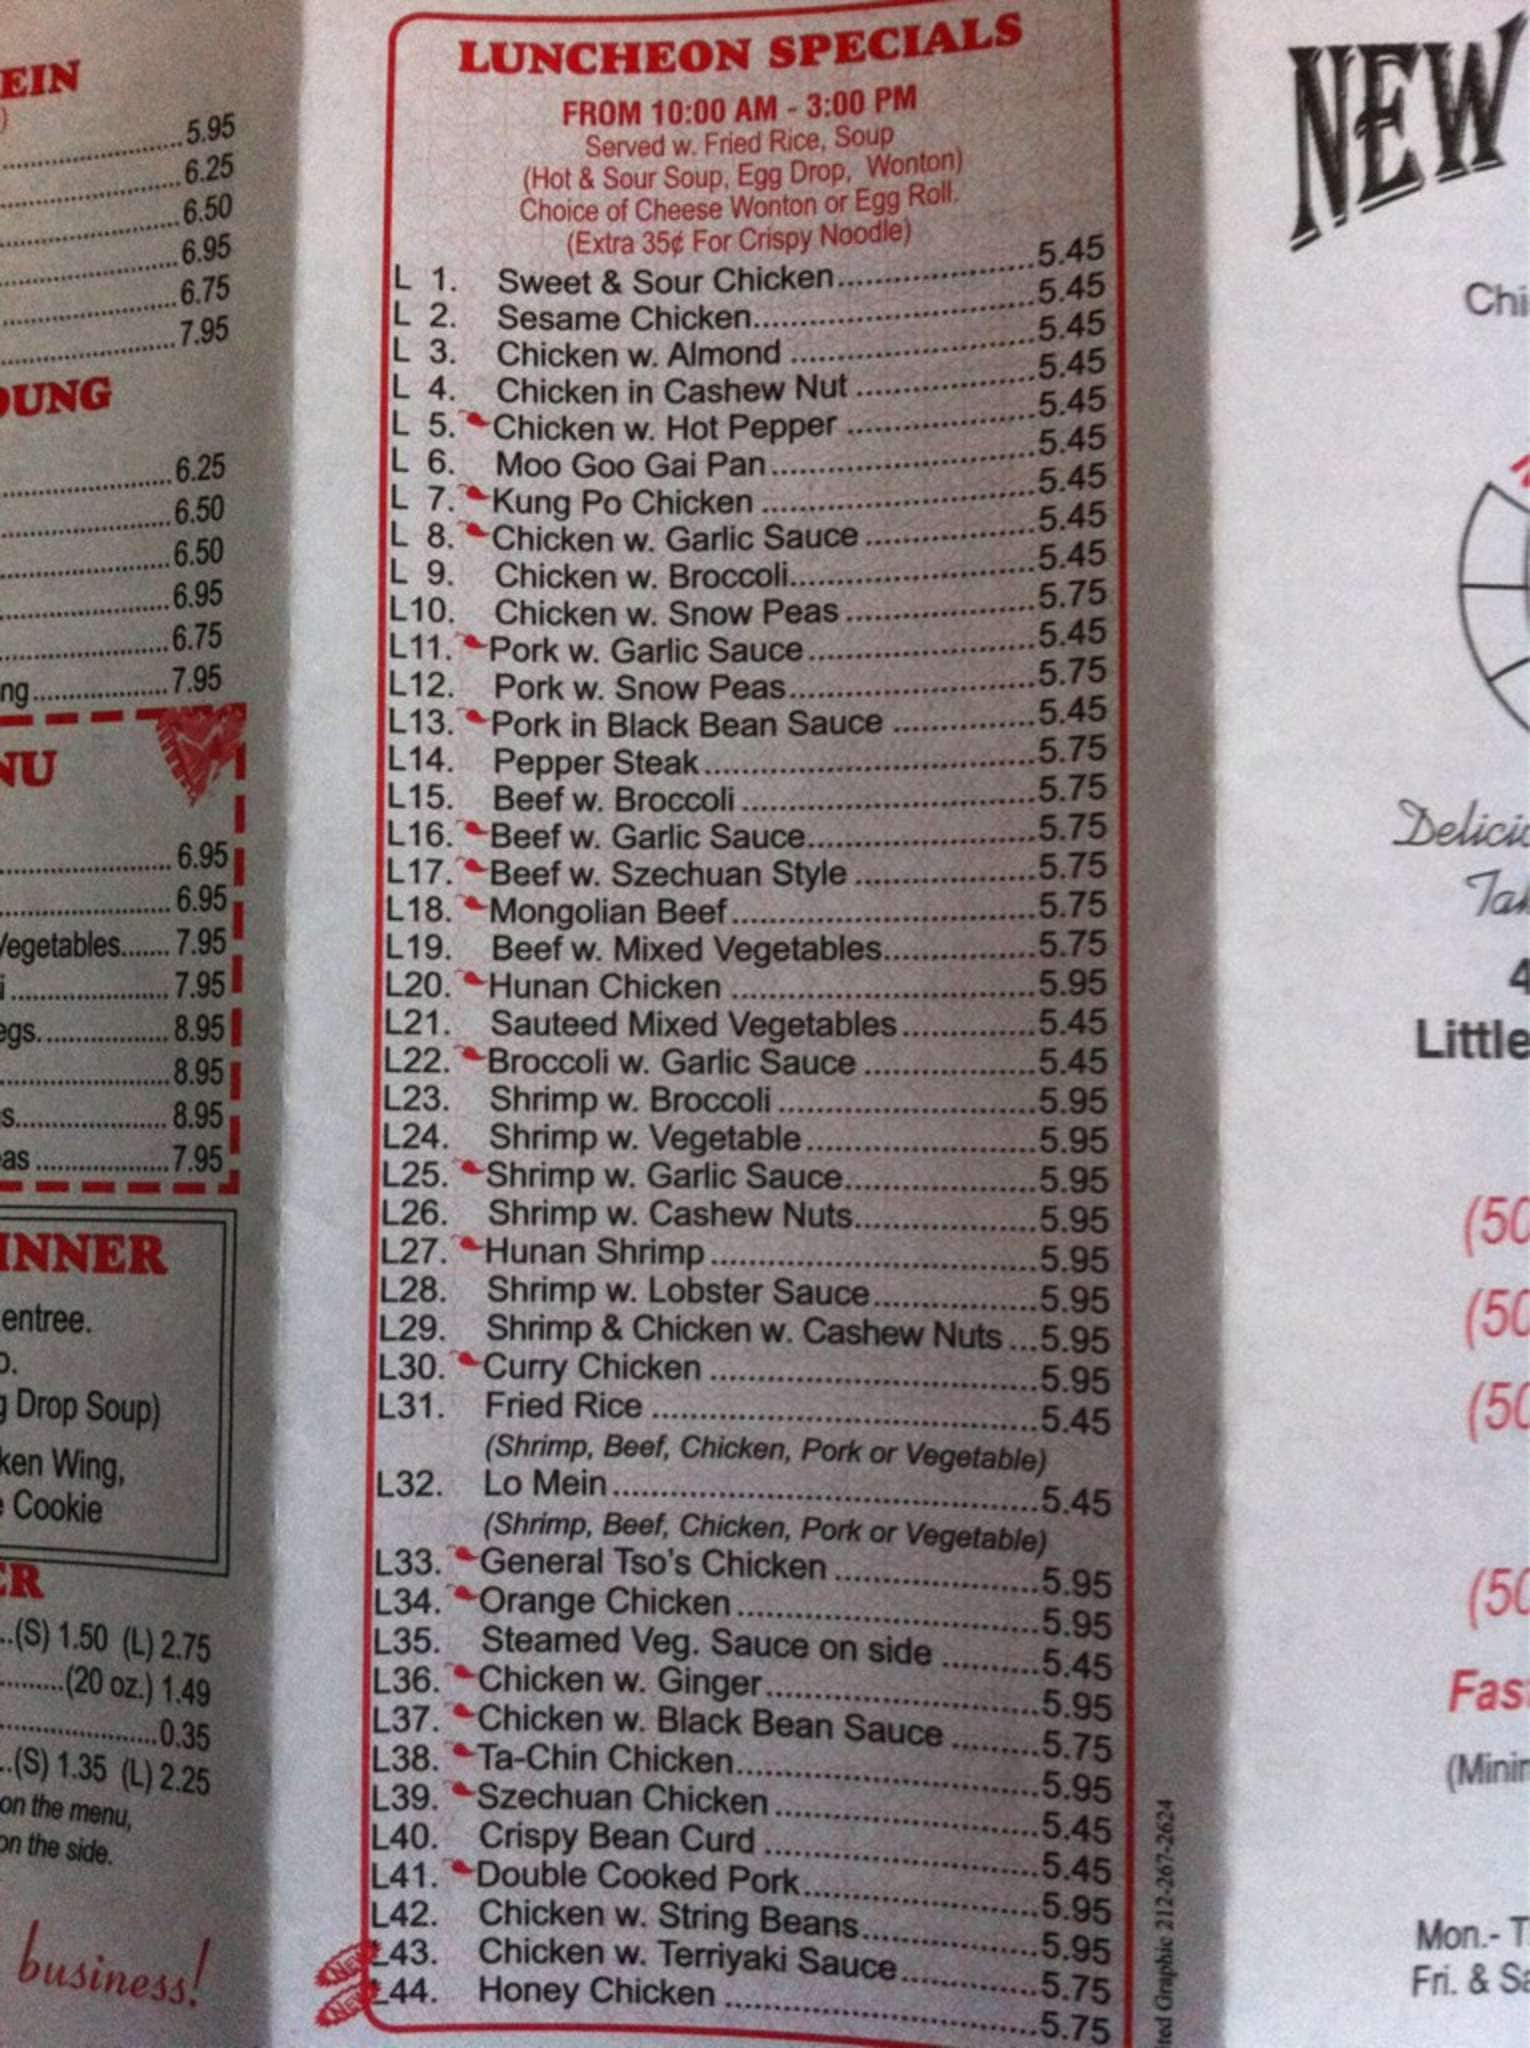 EIN
)
5.95
6.25
6.50
6.95
6.75
7.95
OUNG
6.25
6.50
6.50
6.95
6.75
ng 7.95
NU
6.95
6.95
Vegetables 7.95
i 7.95
egs. 8.95
8.95
s 8.95
eas 7.95
INNER
entree.
g Drop Soup)
ken Wing,
e Cookie
ER
(S) 1.50 (L) 2.75
(20 oz.) 1.49
0.35
(S) 1.35 (L) 2.25
on the menu,
on the side.
business!
LUNCHEON SPECIALS
FROM 10:00 AM - 3:00 PM
Served w. Fried Rice, Soup
(Hot & Sour Soup, Egg Drop, Wonton)
Choice of Cheese Wonton or Egg Roll.
(Extra 35¢ For Crispy Noodle)
L 1. Sweet & Sour Chicken 5.45
L 2. Sesame Chicken 5.45
L 3. Chicken w. Almond 5.45
L 4. Chicken in Cashew Nut 5.45
L 5. Chicken w. Hot Pepper 5.45
L 6. Moo Goo Gai Pan 5.45
L 7. Kung Po Chicken 5.45
L 8. Chicken w. Garlic Sauce 5.45
L 9. Chicken w. Broccoli 5.45
L10. Chicken w. Snow Peas 5.75
L11. Pork w. Garlic Sauce 5.45
L12. Pork w. Snow Peas 5.75
L13. Pork in Black Bean Sauce 5.45
L14. Pepper Steak 5.75
L15. Beef w. Broccoli 5.75
L16. Beef w. Garlic Sauce 5.75
L17. Beef w. Szechuan Style 5.75
L18. Mongolian Beef 5.75
L19. Beef w. Mixed Vegetables 5.75
L20. Hunan Chicken 5.95
L21. Sauteed Mixed Vegetables 5.45
L22. Broccoli w. Garlic Sauce 5.45
L23. Shrimp w. Broccoli 5.95
L24. Shrimp w. Vegetable 5.95
L25. Shrimp w. Garlic Sauce 5.95
L26. Shrimp w. Cashew Nuts 5.95
L27. Hunan Shrimp 5.95
L28. Shrimp w. Lobster Sauce 5.95
L29. Shrimp & Chicken w. Cashew Nuts 5.95
L30. Curry Chicken 5.95
L31. Fried Rice 5.45
(Shrimp, Beef, Chicken, Pork or Vegetable)
L32. Lo Mein 5.45
(Shrimp, Beef, Chicken, Pork or Vegetable)
L33. General Tso's Chicken 5.95
L34. Orange Chicken 5.95
L35. Steamed Veg. Sauce on side 5.45
L36. Chicken w. Ginger 5.95
L37. Chicken w. Black Bean Sauce 5.75
L38. Ta-Chin Chicken 5.95
L39. Szechuan Chicken 5.45
L40. Crispy Bean Curd 5.45
L41. Double Cooked Pork 5.95
L42. Chicken w. String Beans 5.95
NEW L43. Chicken w. Terriyaki Sauce 5.75
NEW L44. Honey Chicken 5.75
ted Graphic 212-267-2624
NEW
Chi
Delicio
Tak
4
Little
(50
(50
(50
(50
Fas
(Minin
Mon.- T
Fri. & Sa